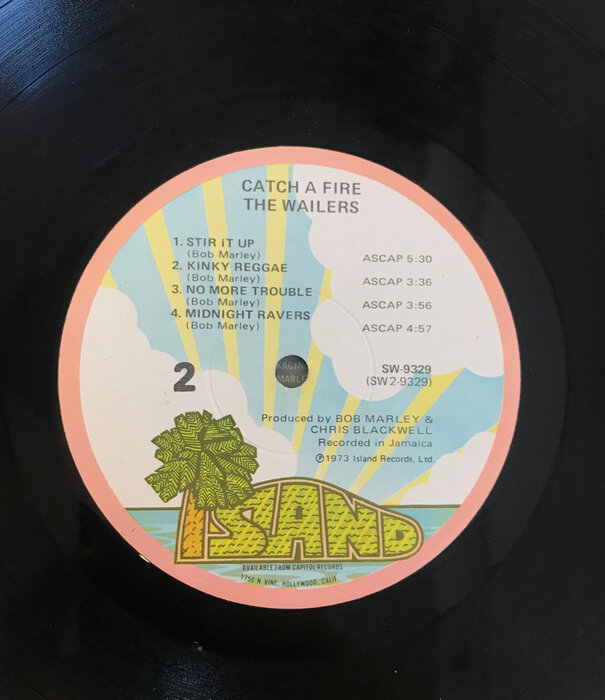 CATCH A FIRE
THE WAILERS
1. STIR IT UP
(Bob Marley)
ASCAP 5:30
2. KINKY REGGAE
(Bob Marley)
ASCAP 3:36
3. NO MORE TROUBLE
(Bob Marley)
ASCAP 3:56
4. MIDNIGHT RAVERS
(Bob Marley)
ASCAP 4:57
2
SW-9329
(SW2-9329)
Produced by BOB MARLEY &
CHRIS BLACKWELL
Recorded in Jamaica
℗1973 Island Records, Ltd.
ISLAND
AVAILABLE FROM CAPITOL RECORDS
1750 N. VINE, HOLLYWOOD, CALIF.